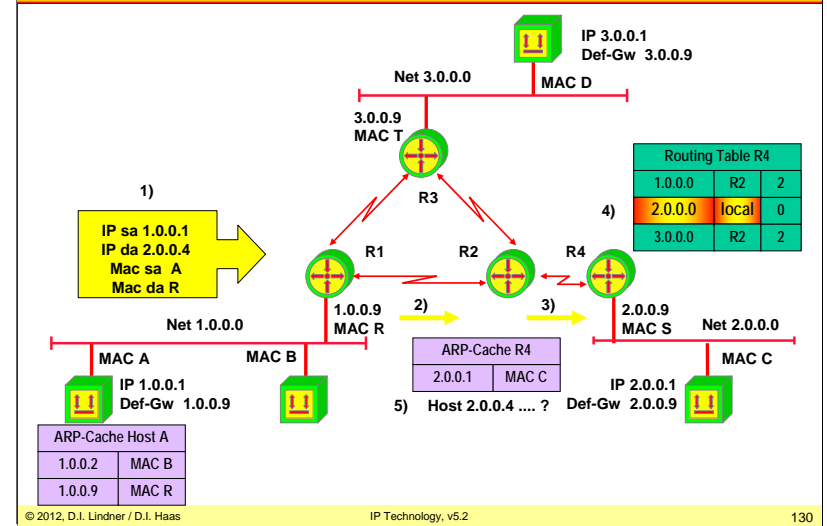 IP 3.0.0.1
Def-Gw 3.0.0.9
Net 3.0.0.0
MAC D
3.0.0.9
MAC T
R3
Routing Table R4
1.0.0.0 R2 2
2.0.0.0 local 0
3.0.0.0 R2 2
4)
1)
IP sa 1.0.0.1
IP da 2.0.0.4
Mac sa A
Mac da R
R1
R2
R4
1.0.0.9
MAC R
2)
3)
2.0.0.9
MAC S
Net 1.0.0.0
Net 2.0.0.0
MAC A
MAC B
MAC C
ARP-Cache R4
2.0.0.1 MAC C
5) Host 2.0.0.4 .... ?
IP 1.0.0.1
Def-Gw 1.0.0.9
IP 2.0.0.1
Def-Gw 2.0.0.9
ARP-Cache Host A
1.0.0.2 MAC B
1.0.0.9 MAC R
© 2012, D.I. Lindner / D.I. Haas IP Technology, v5.2 130